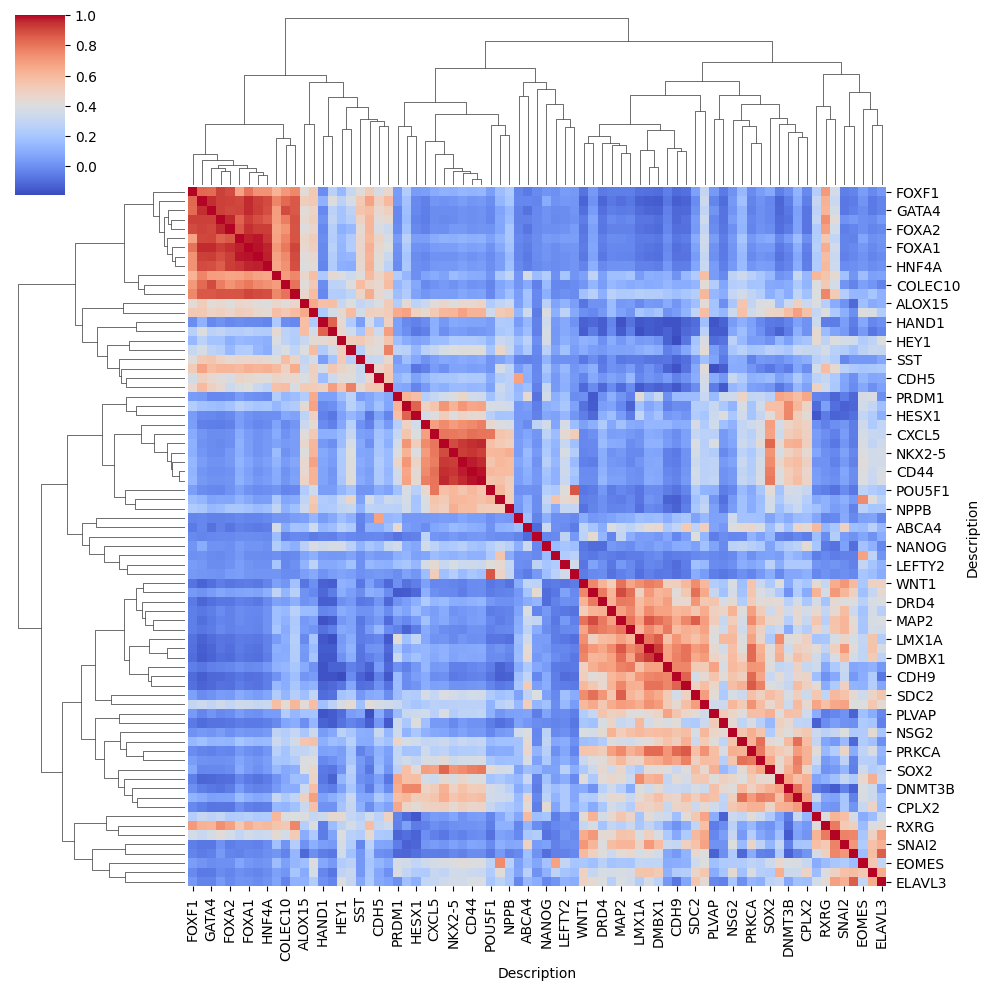 1.0
0.8
0.6
0.4
0.2
0.0
FOXF1
GATA4
FOXA2
FOXA1
HNF4A
COLEC10
ALOX15
HAND1
HEY1
SST
CDH5
PRDM1
HESX1
CXCL5
NKX2-5
CD44
POU5F1
NPPB
ABCA4
NANOG
LEFTY2
WNT1
DRD4
MAP2
LMX1A
DMBX1
CDH9
SDC2
PLVAP
NSG2
PRKCA
SOX2
DNMT3B
CPLX2
RXRG
SNAI2
EOMES
ELAVL3
Description
FOXF1
GATA4
FOXA2
FOXA1
HNF4A
COLEC10
ALOX15
HAND1
HEY1
SST
CDH5
PRDM1
HESX1
CXCL5
NKX2-5
CD44
POU5F1
NPPB
ABCA4
NANOG
LEFTY2
WNT1
DRD4
MAP2
LMX1A
DMBX1
CDH9
SDC2
PLVAP
NSG2
PRKCA
SOX2
DNMT3B
CPLX2
RXRG
SNAI2
EOMES
ELAVL3
Description